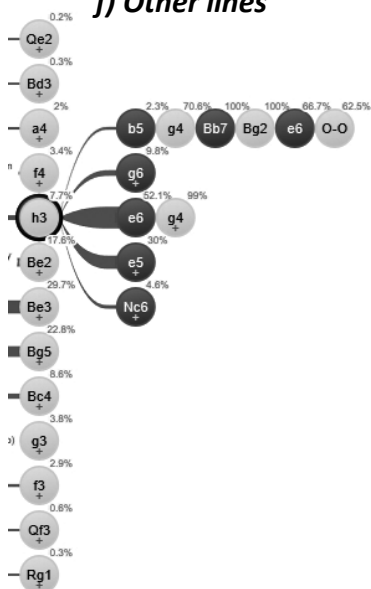 f) Other lines
0.2%
Qe2
+
0.3%
Bd3
+
2% 2.3% 70.6% 100% 100% 66.7% 62.5%
a4 b5 g4 Bb7 Bg2 e6 O-O
+
3.4% 9.8%
f4 g6
+ +
7.7% 52.1% 99%
h3 e6 g4
+ +
17.6% 30%
Be2 e5
+ +
29.7% 4.6%
Be3 Nc6
+ +
22.8%
Bg5
+
8.6%
Bc4
+
3.8%
g3
+
2.9%
f3
+
0.6%
Qf3
+
0.3%
Rg1
+